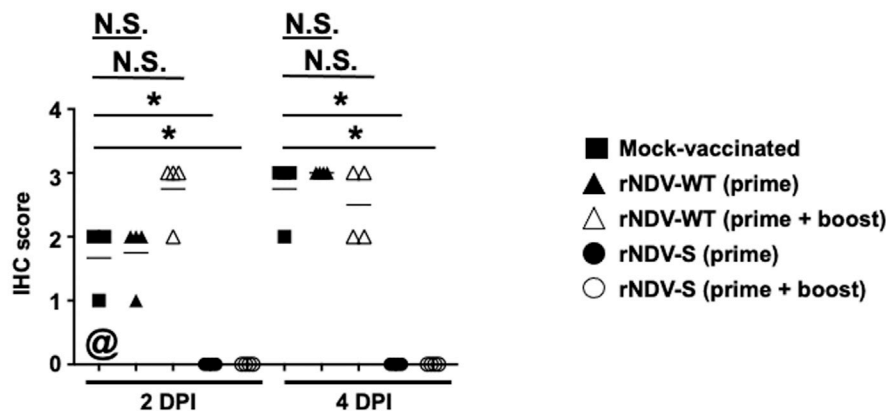 N.S.
N.S.
N.S.
N.S.
*
*
*
*
4
3
2
1
0
IHC score
@
2 DPI
4 DPI
Mock-vaccinated
rNDV-WT (prime)
rNDV-WT (prime + boost)
rNDV-S (prime)
rNDV-S (prime + boost)